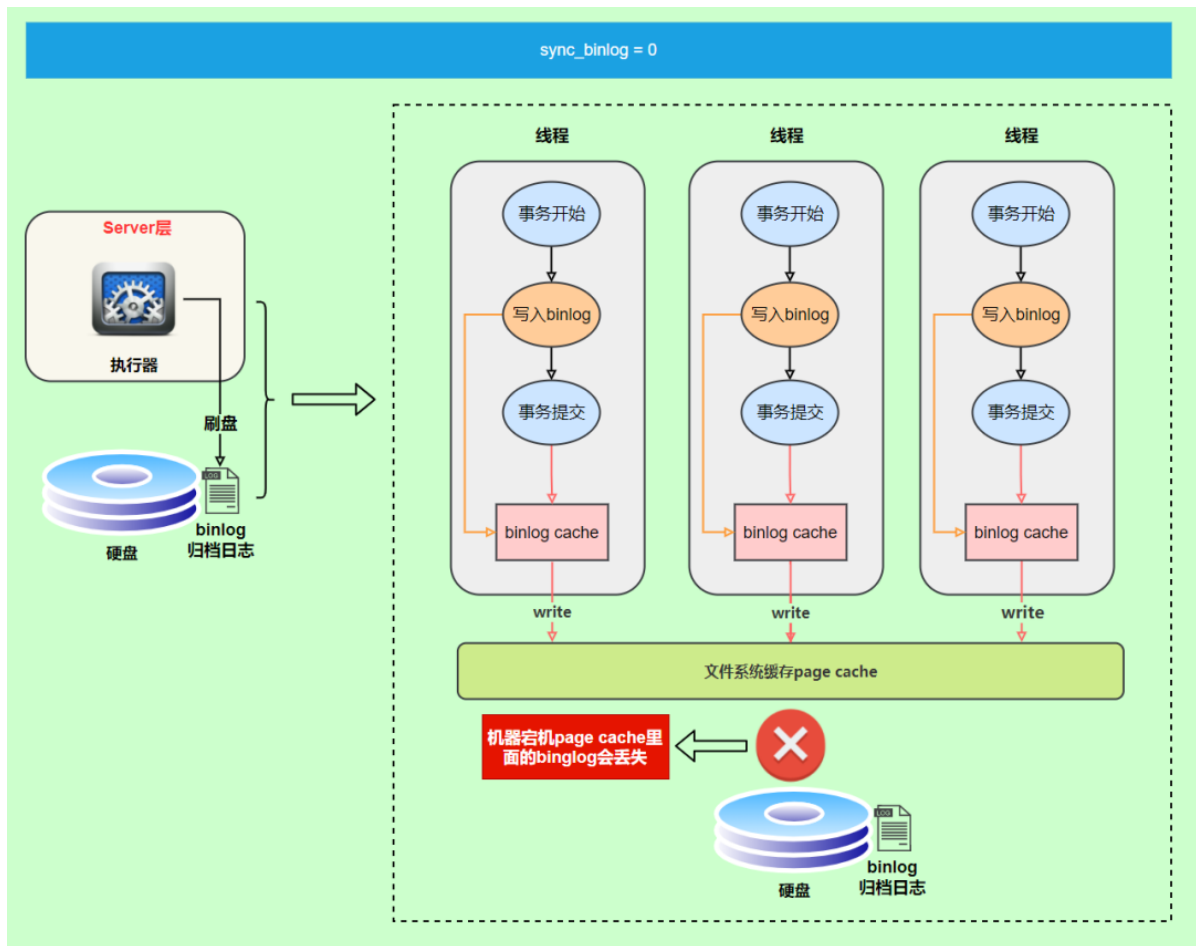 sync_binlog = 0
Server层
执行器
刷盘
LOG
binlog
归档日志
硬盘
线程
线程
线程
事务开始
事务开始
事务开始
写入binlog
写入binlog
写入binlog
事务提交
事务提交
事务提交
binlog cache
binlog cache
binlog cache
write
write
write
文件系统缓存page cache
机器宕机page cache里
面的binglog会丢失
LOG
binlog
归档日志
硬盘